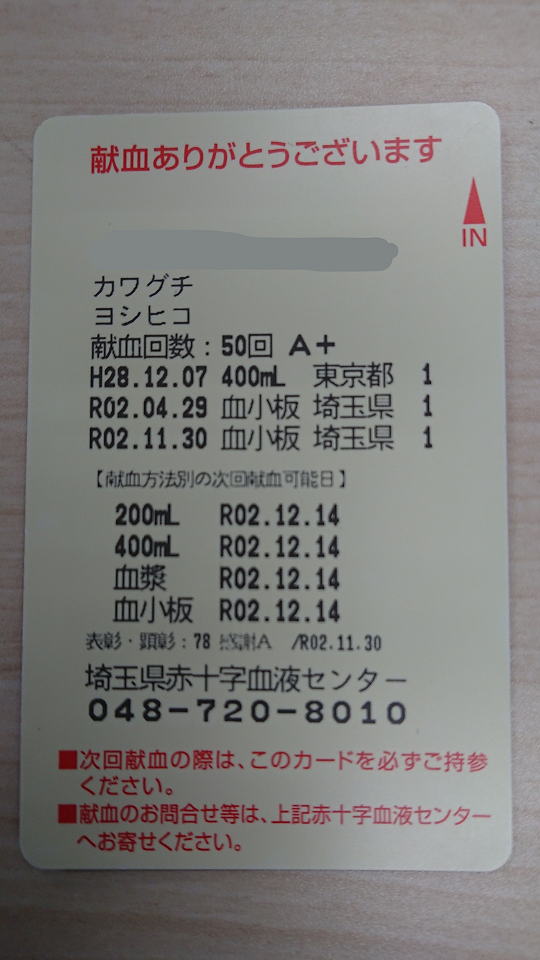 献血ありがとうございます
IN
カワグチ
ヨシヒコ
献血回数：50回 A＋
H28.12.07 400mL 東京都 1
R02.04.29 血小板 埼玉県 1
R02.11.30 血小板 埼玉県 1
【献血方法別の次回献血可能日】
200mL R02.12.14
400mL R02.12.14
血漿 R02.12.14
血小板 R02.12.14
表彰・顕彰：78 感謝A /R02.11.30
埼玉県赤十字血液センター
048－720－8010
■次回献血の際は、このカードを必ずご持参
ください。
■献血のお問合せ等は、上記赤十字血液センター
へお寄せください。